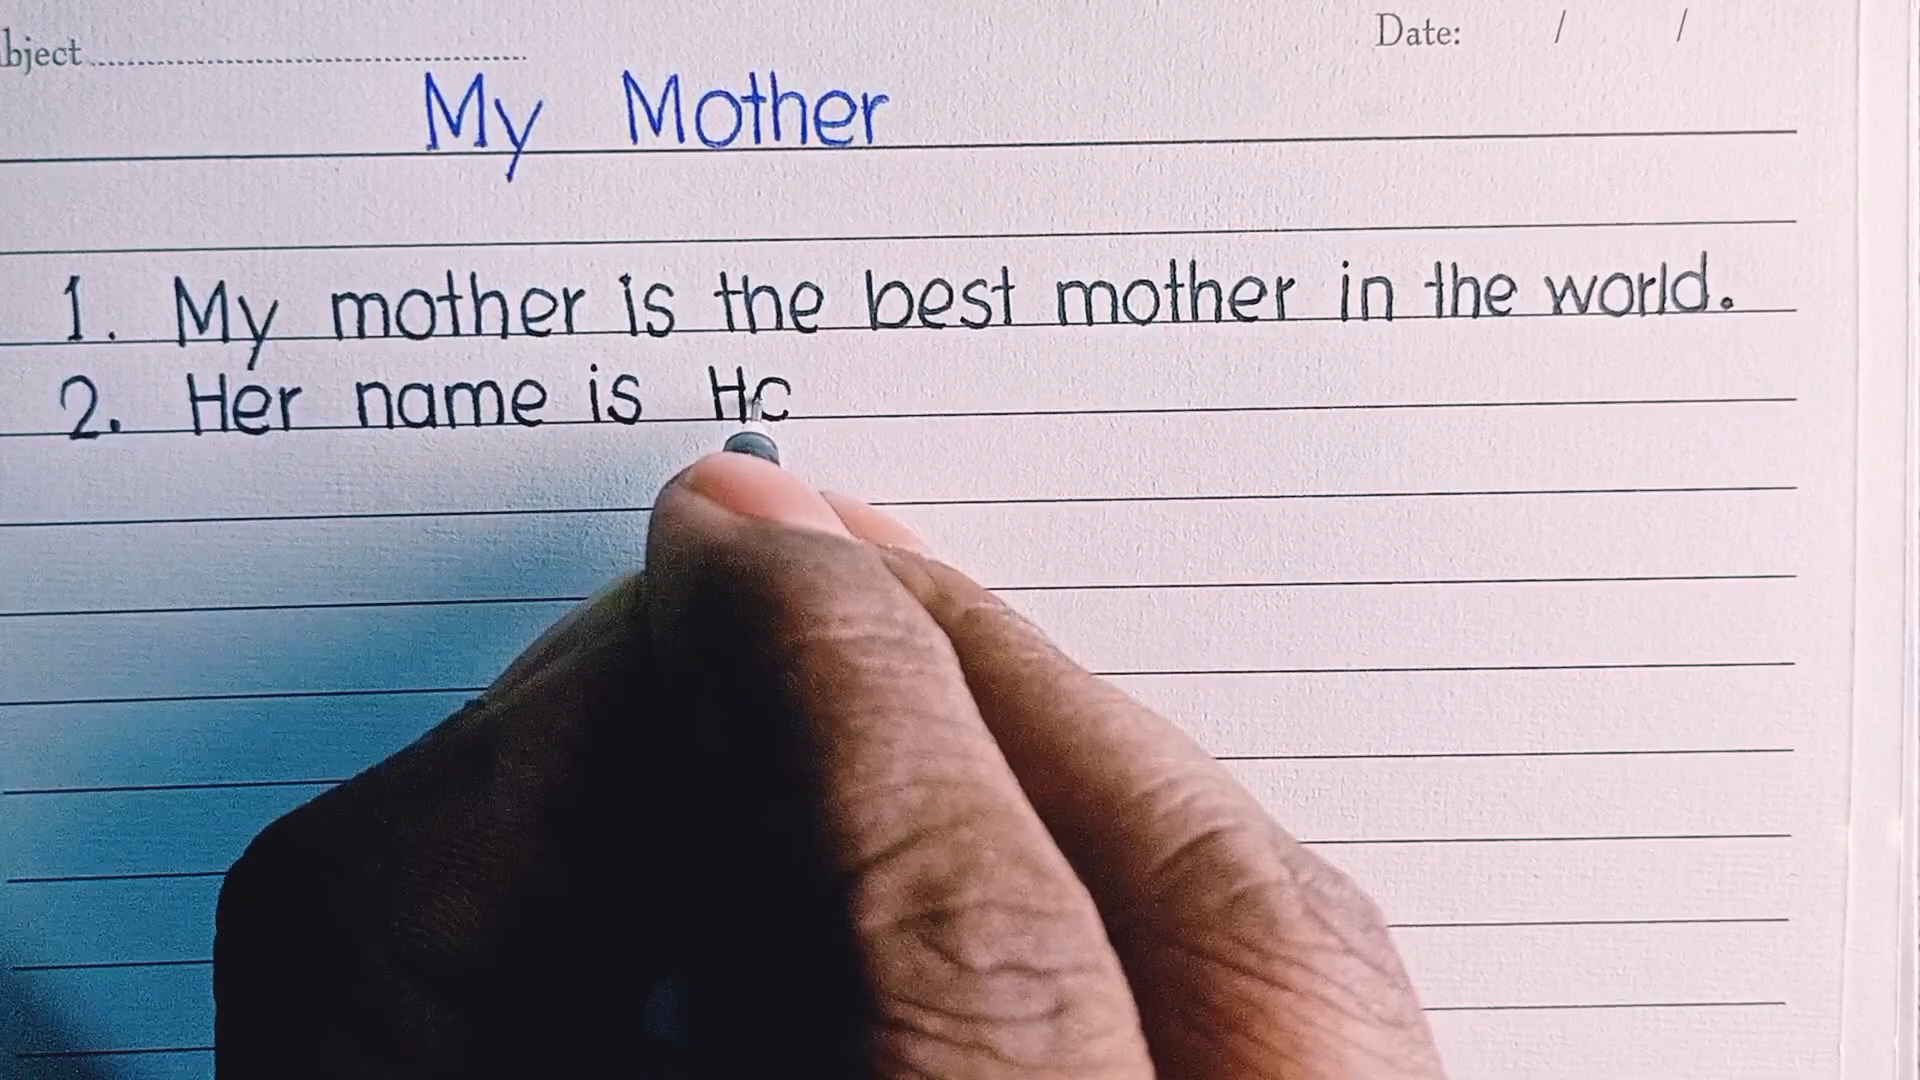 bject
Date: / /
My Mother
1. My mother is the best mother in the world.
2. Her name is